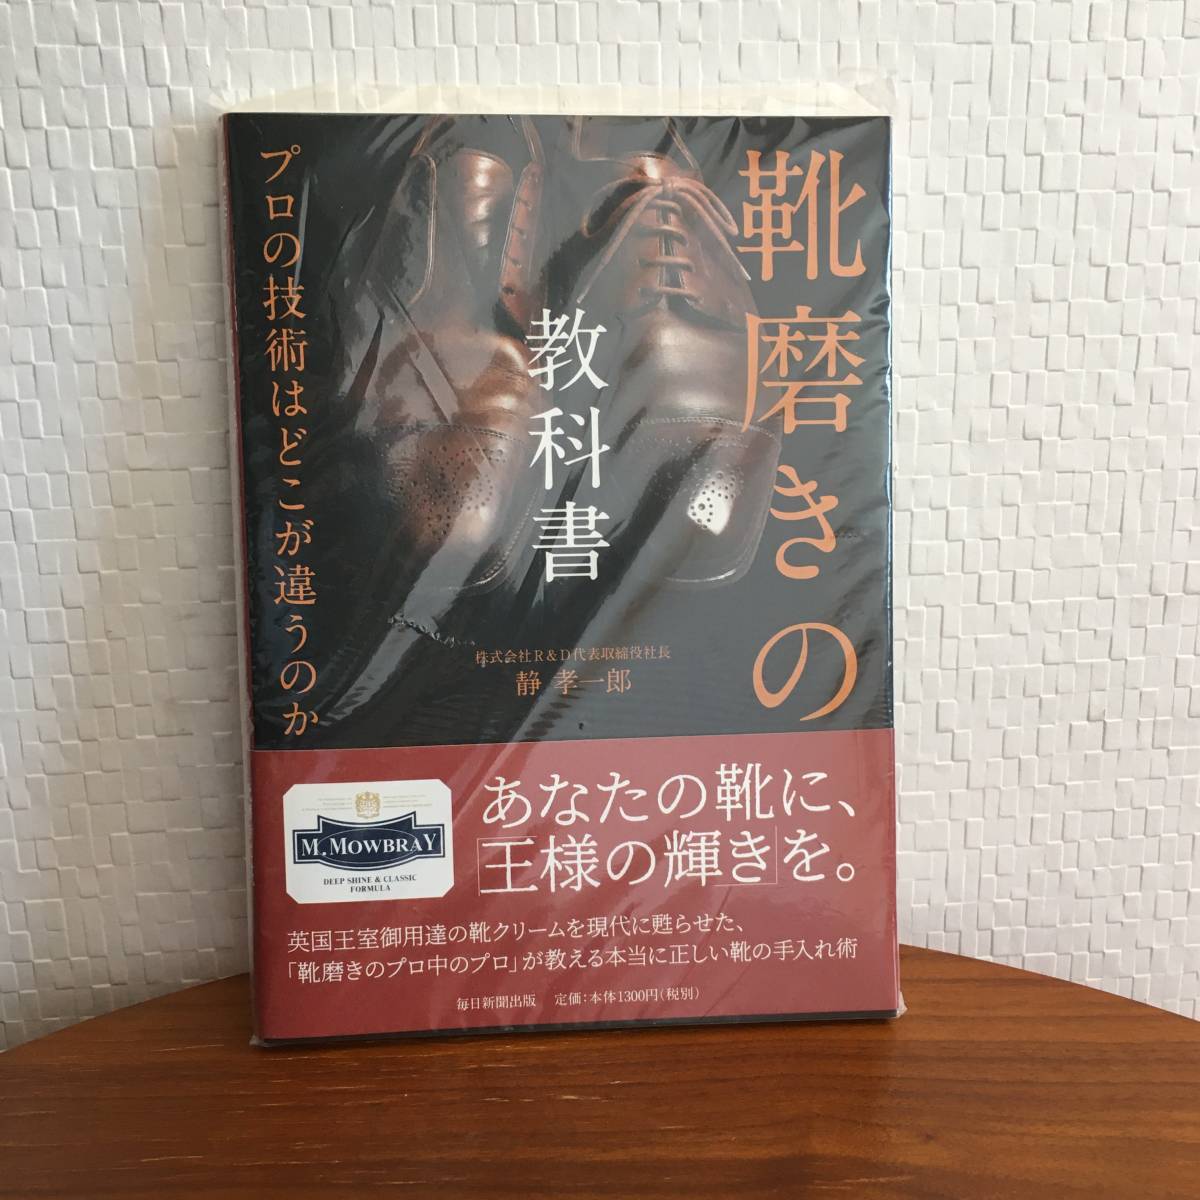 靴磨きの
教科書
プロの技術はどこが違うのか
株式会社R&D代表取締役社長
静 孝一郎
あなたの靴に、
「王様の輝き」を。
M. MOWBRAY
DEEP SHINE & CLASSIC
FORMULA
英国王室御用達の靴クリームを現代に甦らせた、
「靴磨きのプロ中のプロ」が教える本当に正しい靴の手入れ術
毎日新聞出版 定価：本体1300円（税別）